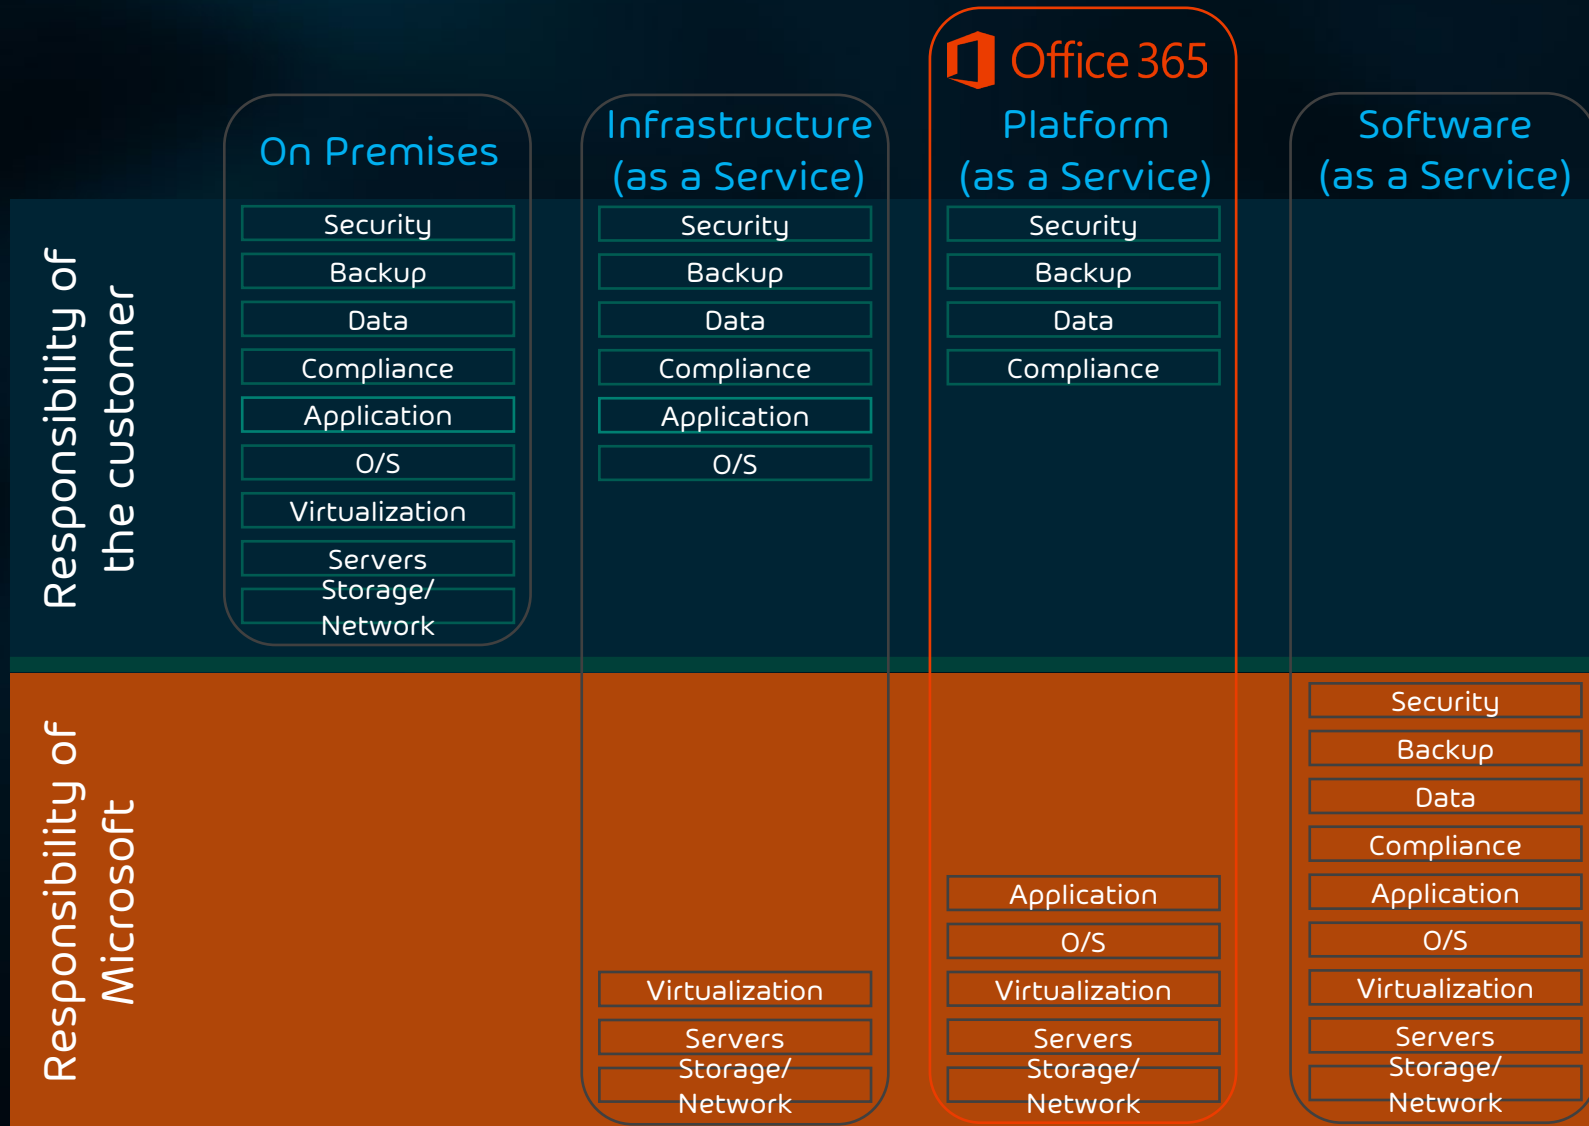 Office 365
On Premises
Infrastructure
(as a Service)
Platform
(as a Service)
Software
(as a Service)
Responsibility of
the customer
Security
Backup
Data
Compliance
Application
O/S
Virtualization
Servers
Storage/
Network
Security
Backup
Data
Compliance
Application
O/S
Security
Backup
Data
Compliance
Responsibility of
Microsoft
Virtualization
Servers
Storage/
Network
Application
O/S
Virtualization
Servers
Storage/
Network
Security
Backup
Data
Compliance
Application
O/S
Virtualization
Servers
Storage/
Network